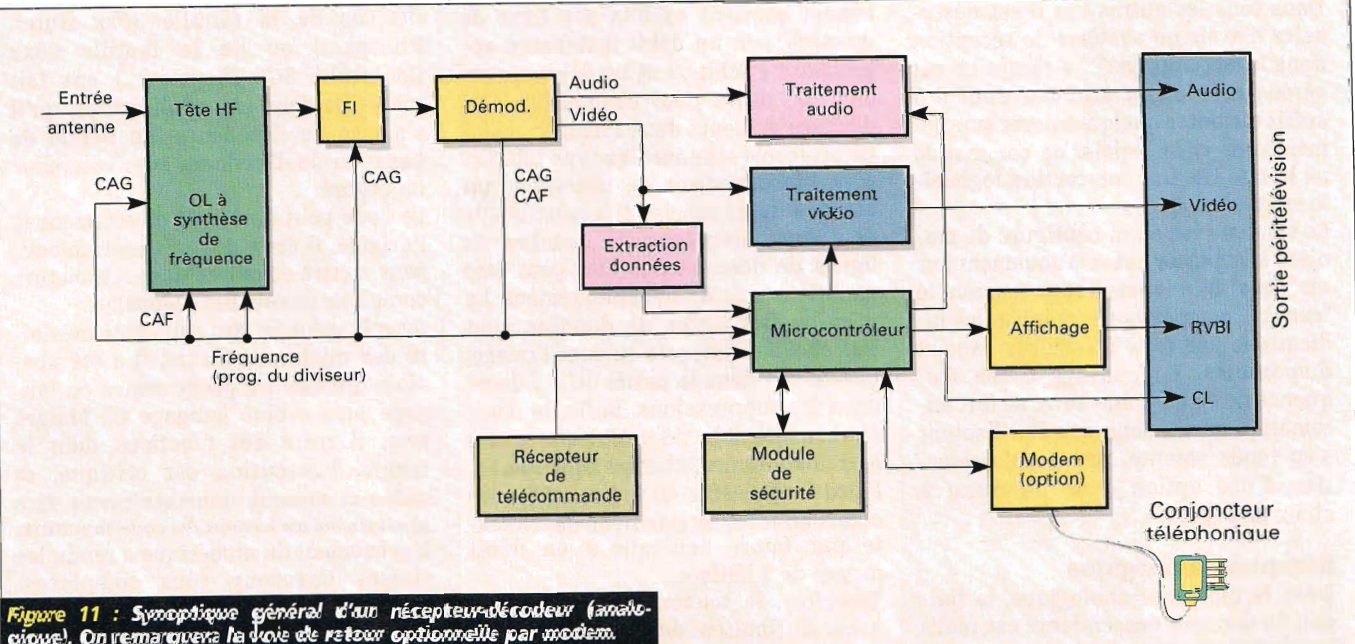 Entrée
antenne
Tête HF
OL à
synthèse
de
fréquence
CAG
CAF
FI
CAG
Démod.
Audio
Vidéo
CAG
CAF
Fréquence
(prog. du diviseur)
Extraction
données
Traitement
audio
Traitement
vidéo
Microcontrôleur
Affichage
Récepteur
de
télécommande
Module
de
sécurité
Modem
(option)
Conjoncteur
téléphonique
Audio
Vidéo
RVBI
CL
Sortie péritélévision
Figure 11 : Synoptique général d'un récepteur-décodeur (analo-
gique). On remarquera la voie de retour optionnelle par modem.